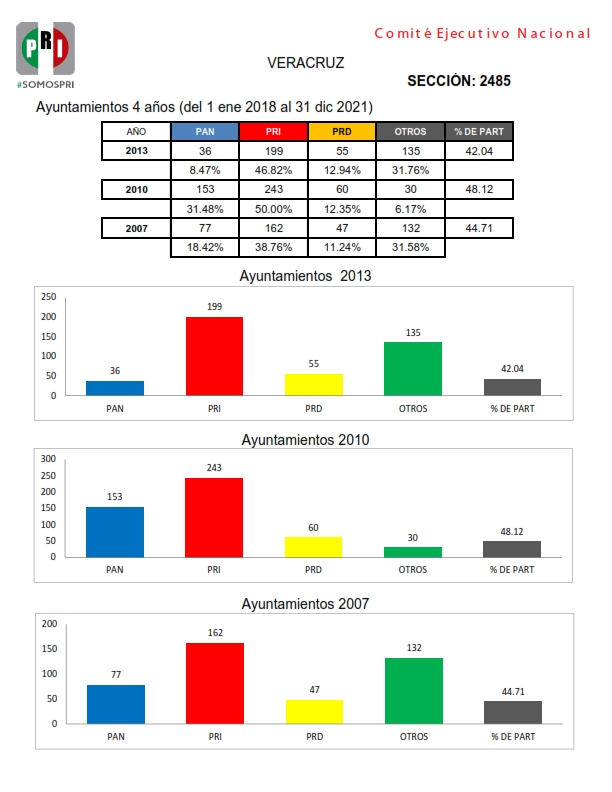 Comité Ejecutivo Nacional
PRI
#SOMOSPRI
VERACRUZ
SECCIÓN: 2485
Ayuntamientos 4 años (del 1 ene 2018 al 31 dic 2021)
AÑO PAN PRI PRD OTROS % DE PART
2013 36 199 55 135 42.04
8.47% 46.82% 12.94% 31.76%
2010 153 243 60 30 48.12
31.48% 50.00% 12.35% 6.17%
2007 77 162 47 132 44.71
18.42% 38.76% 11.24% 31.58%
Ayuntamientos 2013
250
200
150
100
50
0
36 199 55 135 42.04
PAN PRI PRD OTROS % DE PART
Ayuntamientos 2010
300
250
200
150
100
50
0
153 243 60 30 48.12
PAN PRI PRD OTROS % DE PART
Ayuntamientos 2007
200
150
100
50
0
77 162 47 132 44.71
PAN PRI PRD OTROS % DE PART